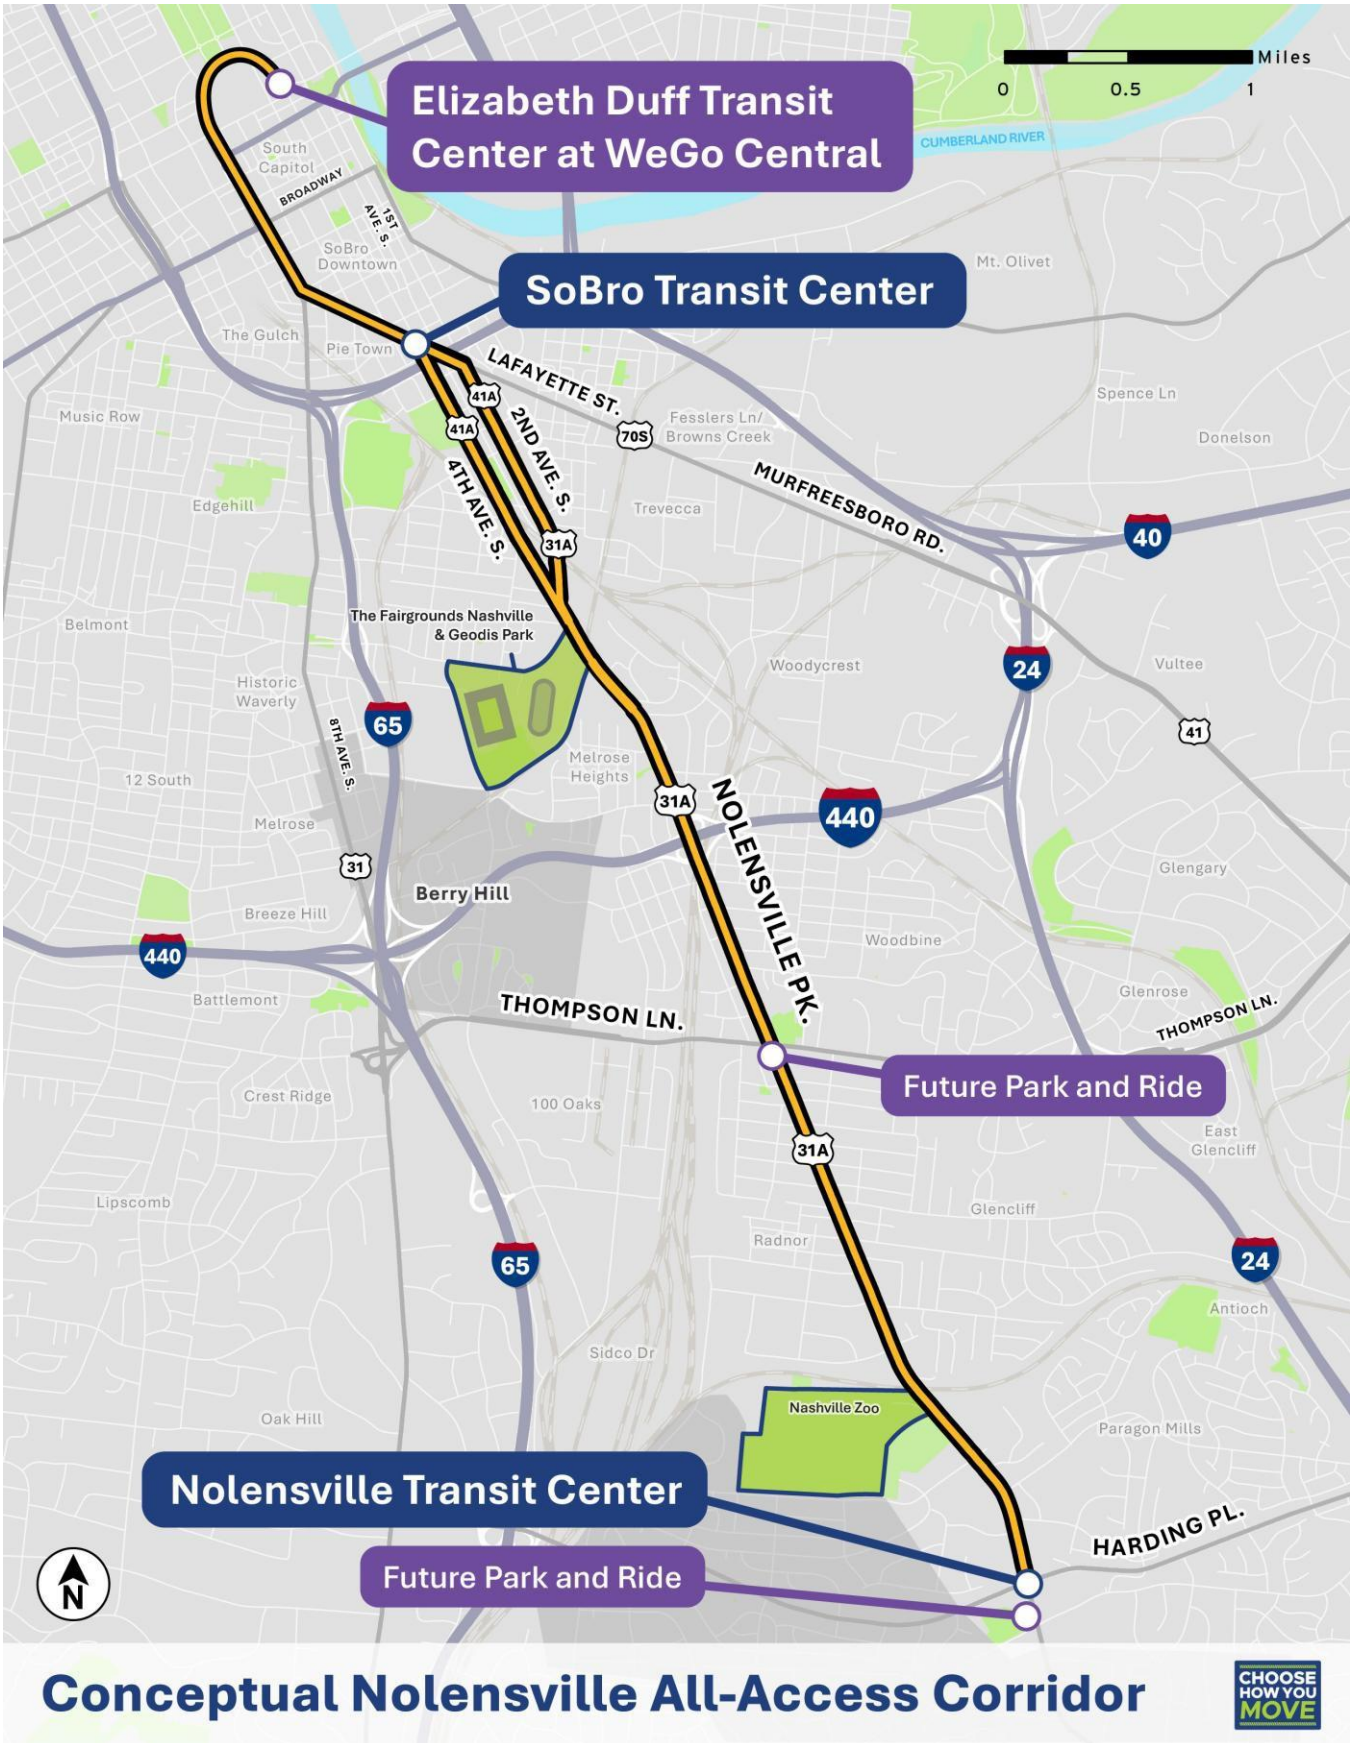 Miles
0
0.5
1
Elizabeth Duff Transit
Center at WeGo Central
CUMBERLAND RIVER
South
Capitol
BROADWAY
1ST
AVE. S.
SoBro
Downtown
Mt. Olivet
SoBro Transit Center
The Gulch
Pie Town
LAFAYETTE ST.
41A
41A
2ND AVE. S.
70S
Spence Ln
Music Row
Fesslers Ln/
Browns Creek
Donelson
4TH AVE. S.
MURFREESBORO RD.
Edgehill
Trevecca
40
31A
The Fairgrounds Nashville
& Geodis Park
Belmont
Woodycrest
24
Vultee
Historic
Waverly
65
8TH AVE. S.
41
Melrose
Heights
12 South
31A
NOLENSVILLE PK.
440
Melrose
31
Berry Hill
Glengary
Breeze Hill
440
Woodbine
Battlemont
THOMPSON LN.
Glenrose
THOMPSON LN.
Future Park and Ride
Crest Ridge
100 Oaks
31A
East
Glencliff
Lipscomb
Glencliff
Radnor
65
24
Antioch
Sidco Dr
Nashville Zoo
Oak Hill
Paragon Mills
Nolensville Transit Center
HARDING PL.
Future Park and Ride
N
Conceptual Nolensville All-Access Corridor
CHOOSE
HOW YOU
MOVE